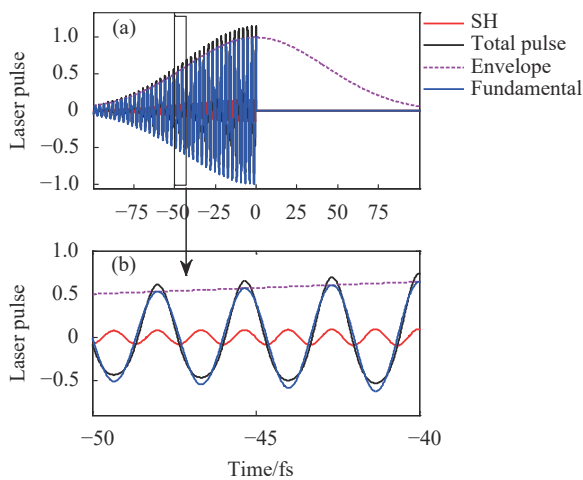 (a)
SH
Total pulse
Envelope
Fundamental
Laser pulse
1.0
0.5
0
−0.5
−1.0
−75 −50 −25 0 25 50 75
(b)
Laser pulse
1.0
0.5
0
−0.5
−50 −45 −40
Time/fs